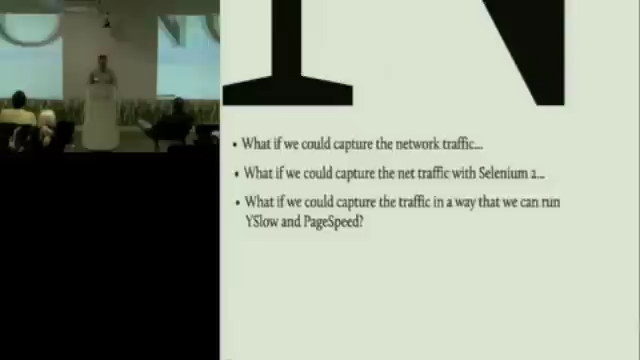 N
• What if we could capture the network traffic...
• What if we could capture the net traffic with Selenium 2...
• What if we could capture the traffic in a way that we can run
YSlow and PageSpeed?